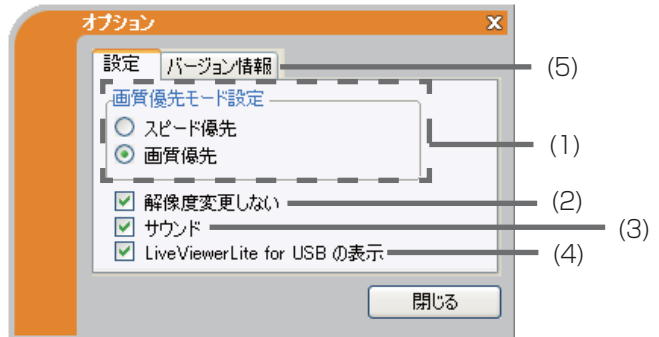 オプション X
設定 バージョン情報 (5)
画質優先モード設定
スピード優先
画質優先
(1)
解像度変更しない (2)
サウンド (3)
LiveViewerLite for USB の表示 (4)
閉じる